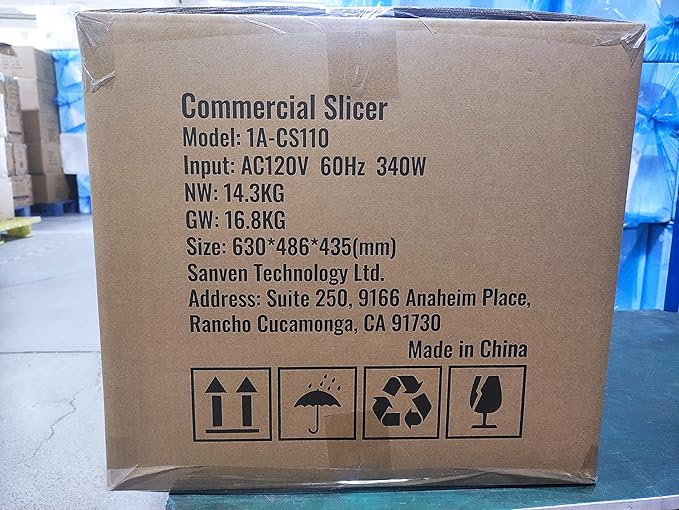 Commercial Slicer
Model: 1A-CS110
Input: AC120V 60Hz 340W
NW: 14.3KG
GW: 16.8KG
Size: 630*486*435(mm)
Sanven Technology Ltd.
Address: Suite 250, 9166 Anaheim Place,
Rancho Cucamonga, CA 91730
Made in China